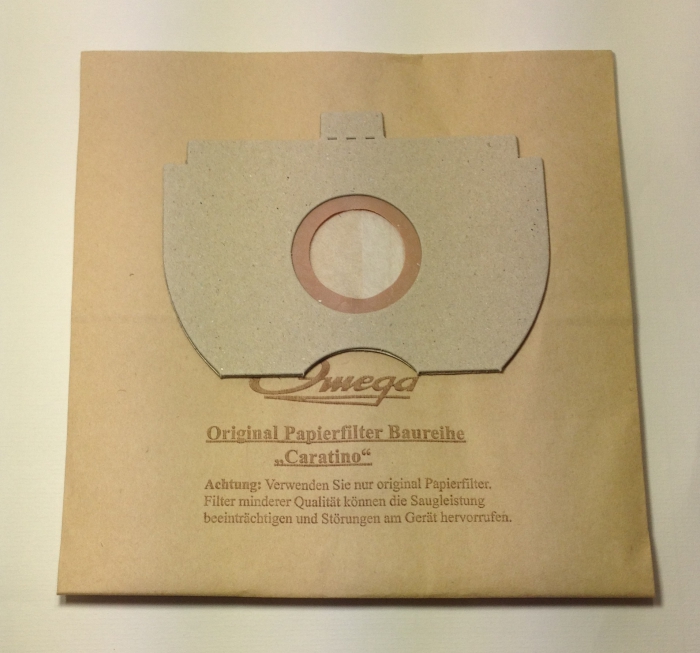 Omega
Original Papierfilter Baureihe
„Caratino“
Achtung: Verwenden Sie nur original Papierfilter.
Filter minderer Qualität können die Saugleistung
beeinträchtigen und Störungen am Gerät hervorrufen.